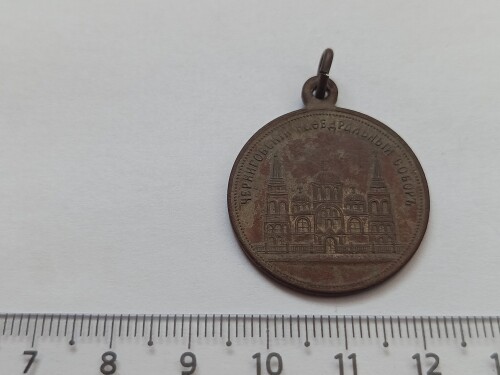 ЧЕРНИГОВСКІЙ КАѲЕДРАЛЬНЫЙ СОБОРЪ
7 8 9 10 11 12